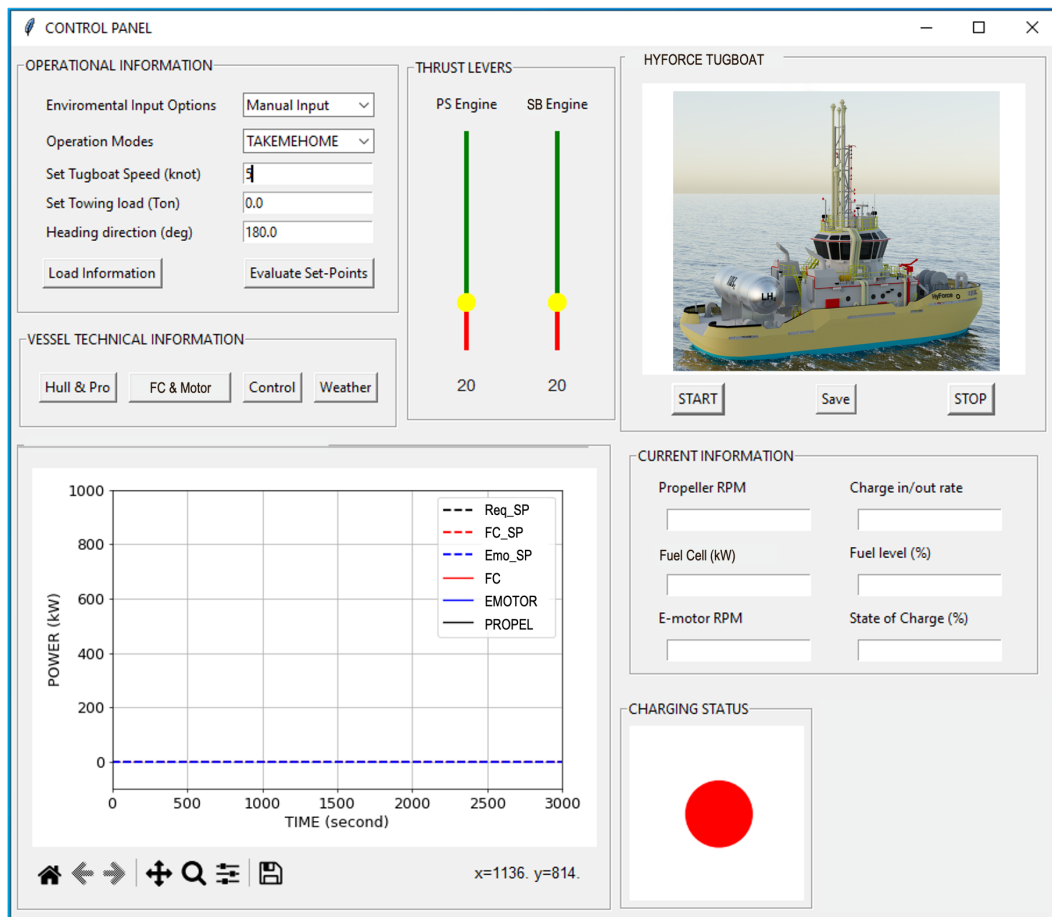 CONTROL PANEL
OPERATIONAL INFORMATION
Enviromental Input Options
Manual Input
Operation Modes
TAKEMEHOME
Set Tugboat Speed (knot)
5
Set Towing load (Ton)
0.0
Heading direction (deg)
180.0
Load Information
Evaluate Set-Points
VESSEL TECHNICAL INFORMATION
Hull & Pro
FC & Motor
Control
Weather
THRUST LEVERS
PS Engine
SB Engine
20
20
HYFORCE TUGBOAT
LH₂
HyForce
START
Save
STOP
POWER (kW)
1000
800
600
400
200
0
0
500
1000
1500
2000
2500
3000
TIME (second)
Req_SP
FC_SP
Emo_SP
FC
EMOTOR
PROPEL
x=1136. y=814.
CURRENT INFORMATION
Propeller RPM
Charge in/out rate
Fuel Cell (kW)
Fuel level (%)
E-motor RPM
State of Charge (%)
CHARGING STATUS